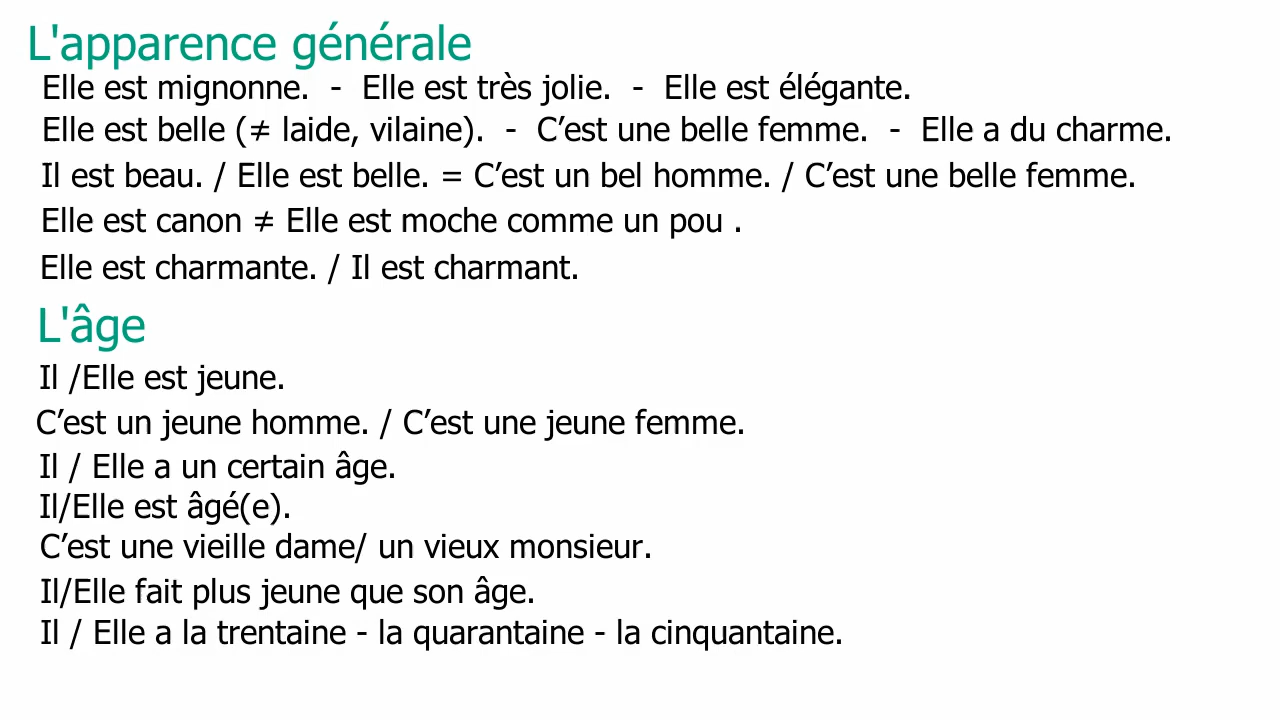 L'apparence générale
Elle est mignonne.  -  Elle est très jolie.  -  Elle est élégante.
Elle est belle (≠ laide, vilaine).  -  C’est une belle femme.  -  Elle a du charme.
Il est beau. / Elle est belle. = C’est un bel homme. / C’est une belle femme.
Elle est canon ≠ Elle est moche comme un pou .
Elle est charmante. / Il est charmant.
L'âge
Il /Elle est jeune.
C’est un jeune homme. / C’est une jeune femme.
Il / Elle a un certain âge.
Il/Elle est âgé(e).
C’est une vieille dame/ un vieux monsieur.
Il/Elle fait plus jeune que son âge.
Il / Elle a la trentaine - la quarantaine - la cinquantaine.